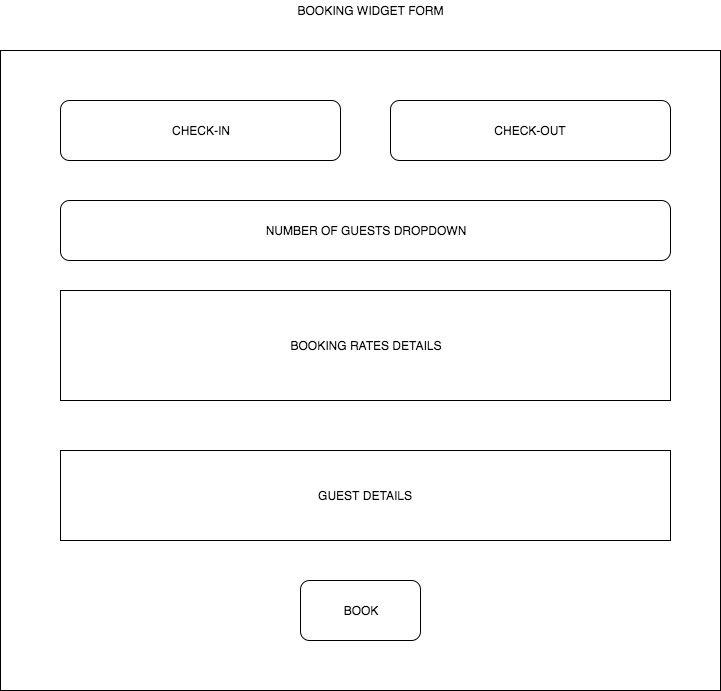 BOOKING WIDGET FORM
CHECK-IN
CHECK-OUT
NUMBER OF GUESTS DROPDOWN
BOOKING RATES DETAILS
GUEST DETAILS
BOOK